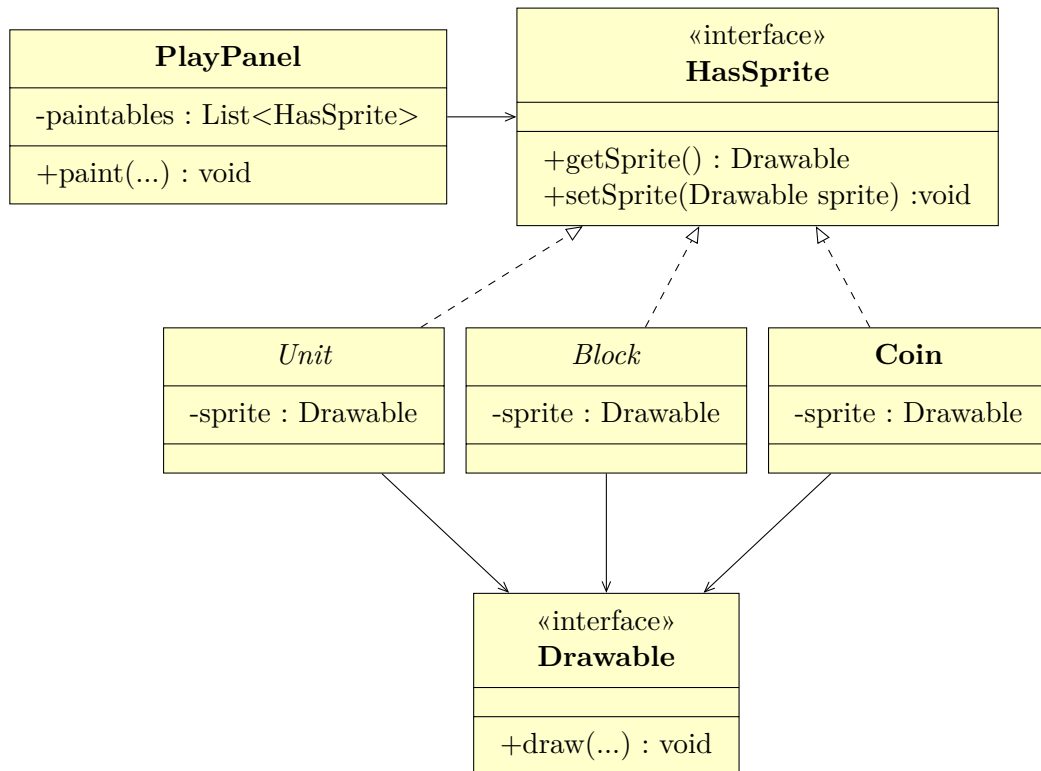 PlayPanel
-paintables : List<HasSprite>
+paint(...) : void
«interface»
HasSprite
+getSprite() : Drawable
+setSprite(Drawable sprite) :void
Unit
-sprite : Drawable
Block
-sprite : Drawable
Coin
-sprite : Drawable
«interface»
Drawable
+draw(...) : void